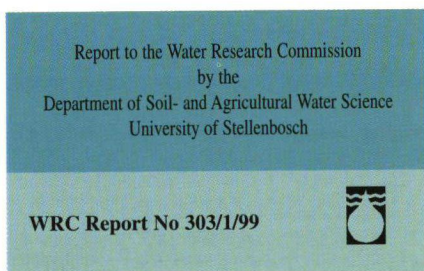 Report to the Water Research Commission
by the
Department of Soil- and Agricultural Water Science
University of Stellenbosch
WRC Report No 303/1/99